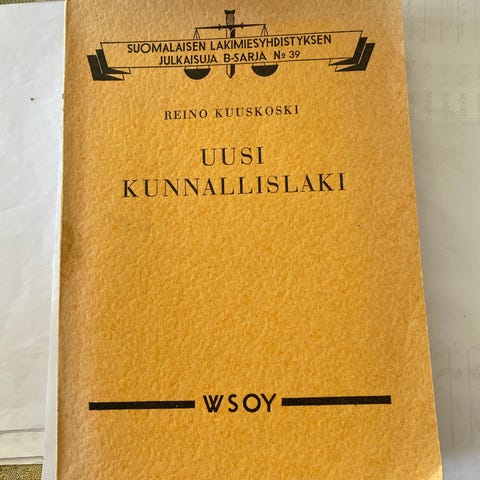 SUOMALAISEN LAKIMIESYHDISTYKSEN
JULKAISUJA B-SARJA No 39
REINO KUUSKOSKI
UUSI
KUNNALLISLAKI
WSOY